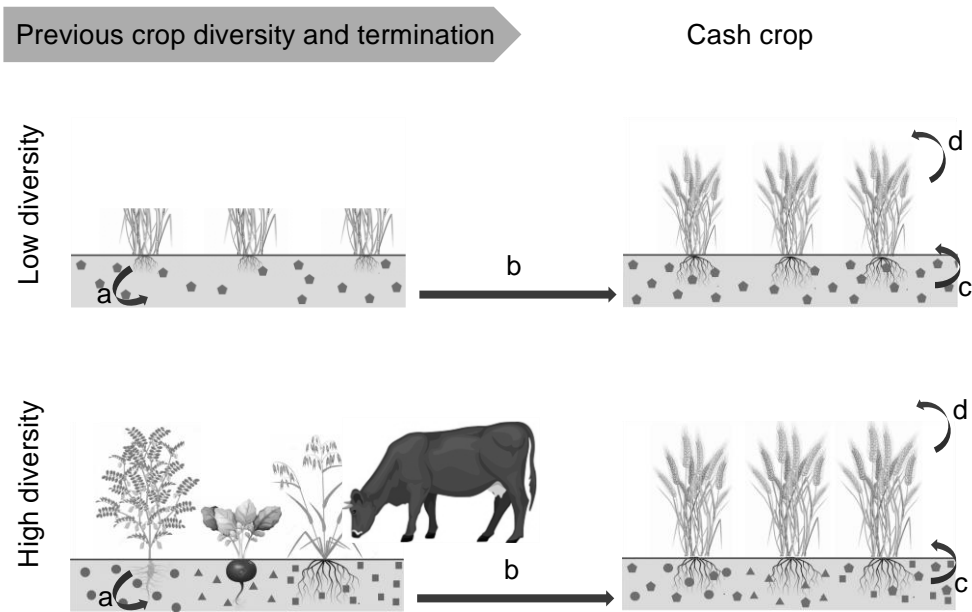 Previous crop diversity and termination
Cash crop
Low diversity
a
b
c
d
High diversity
a
b
c
d